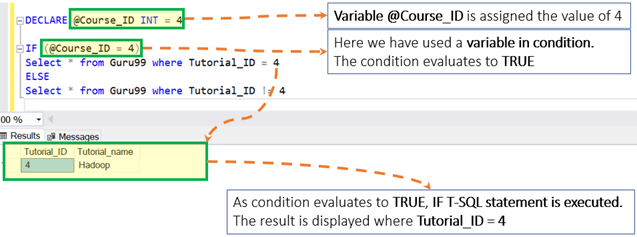 DECLARE @Course_ID INT = 4
Variable @Course_ID is assigned the value of 4
IF (@Course_ID = 4)
Here we have used a variable in condition.
The condition evaluates to TRUE
Select * from Guru99 where Tutorial_ID = 4
ELSE
Select * from Guru99 where Tutorial_ID != 4
00 %
Results Messages
Tutorial_ID Tutorial_name
4 Hadoop
As condition evaluates to TRUE, IF T-SQL statement is executed.
The result is displayed where Tutorial_ID = 4